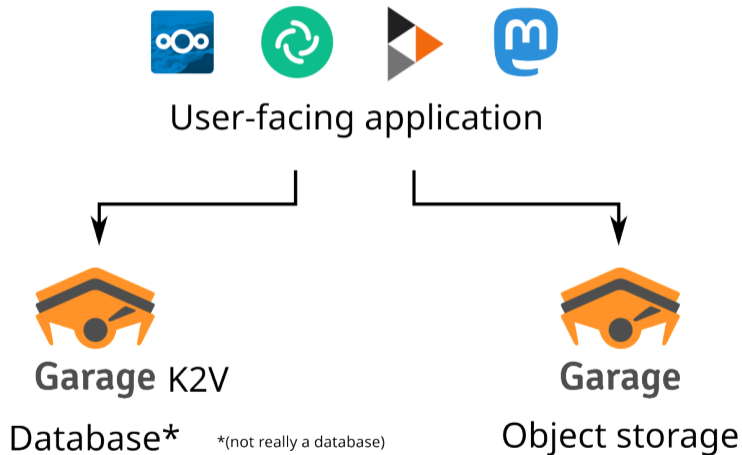 User-facing application
Garage K2V
Garage
Database* *(not really a database)
Object storage